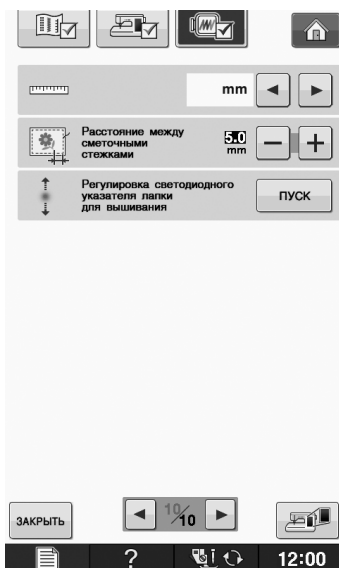 mm
Расстояние между
сметочными
стежками
5.0
mm
Регулировка светодиодного
указателя лапки
для вышивания
ПУСК
ЗАКРЫТЬ
10/10
?
12:00